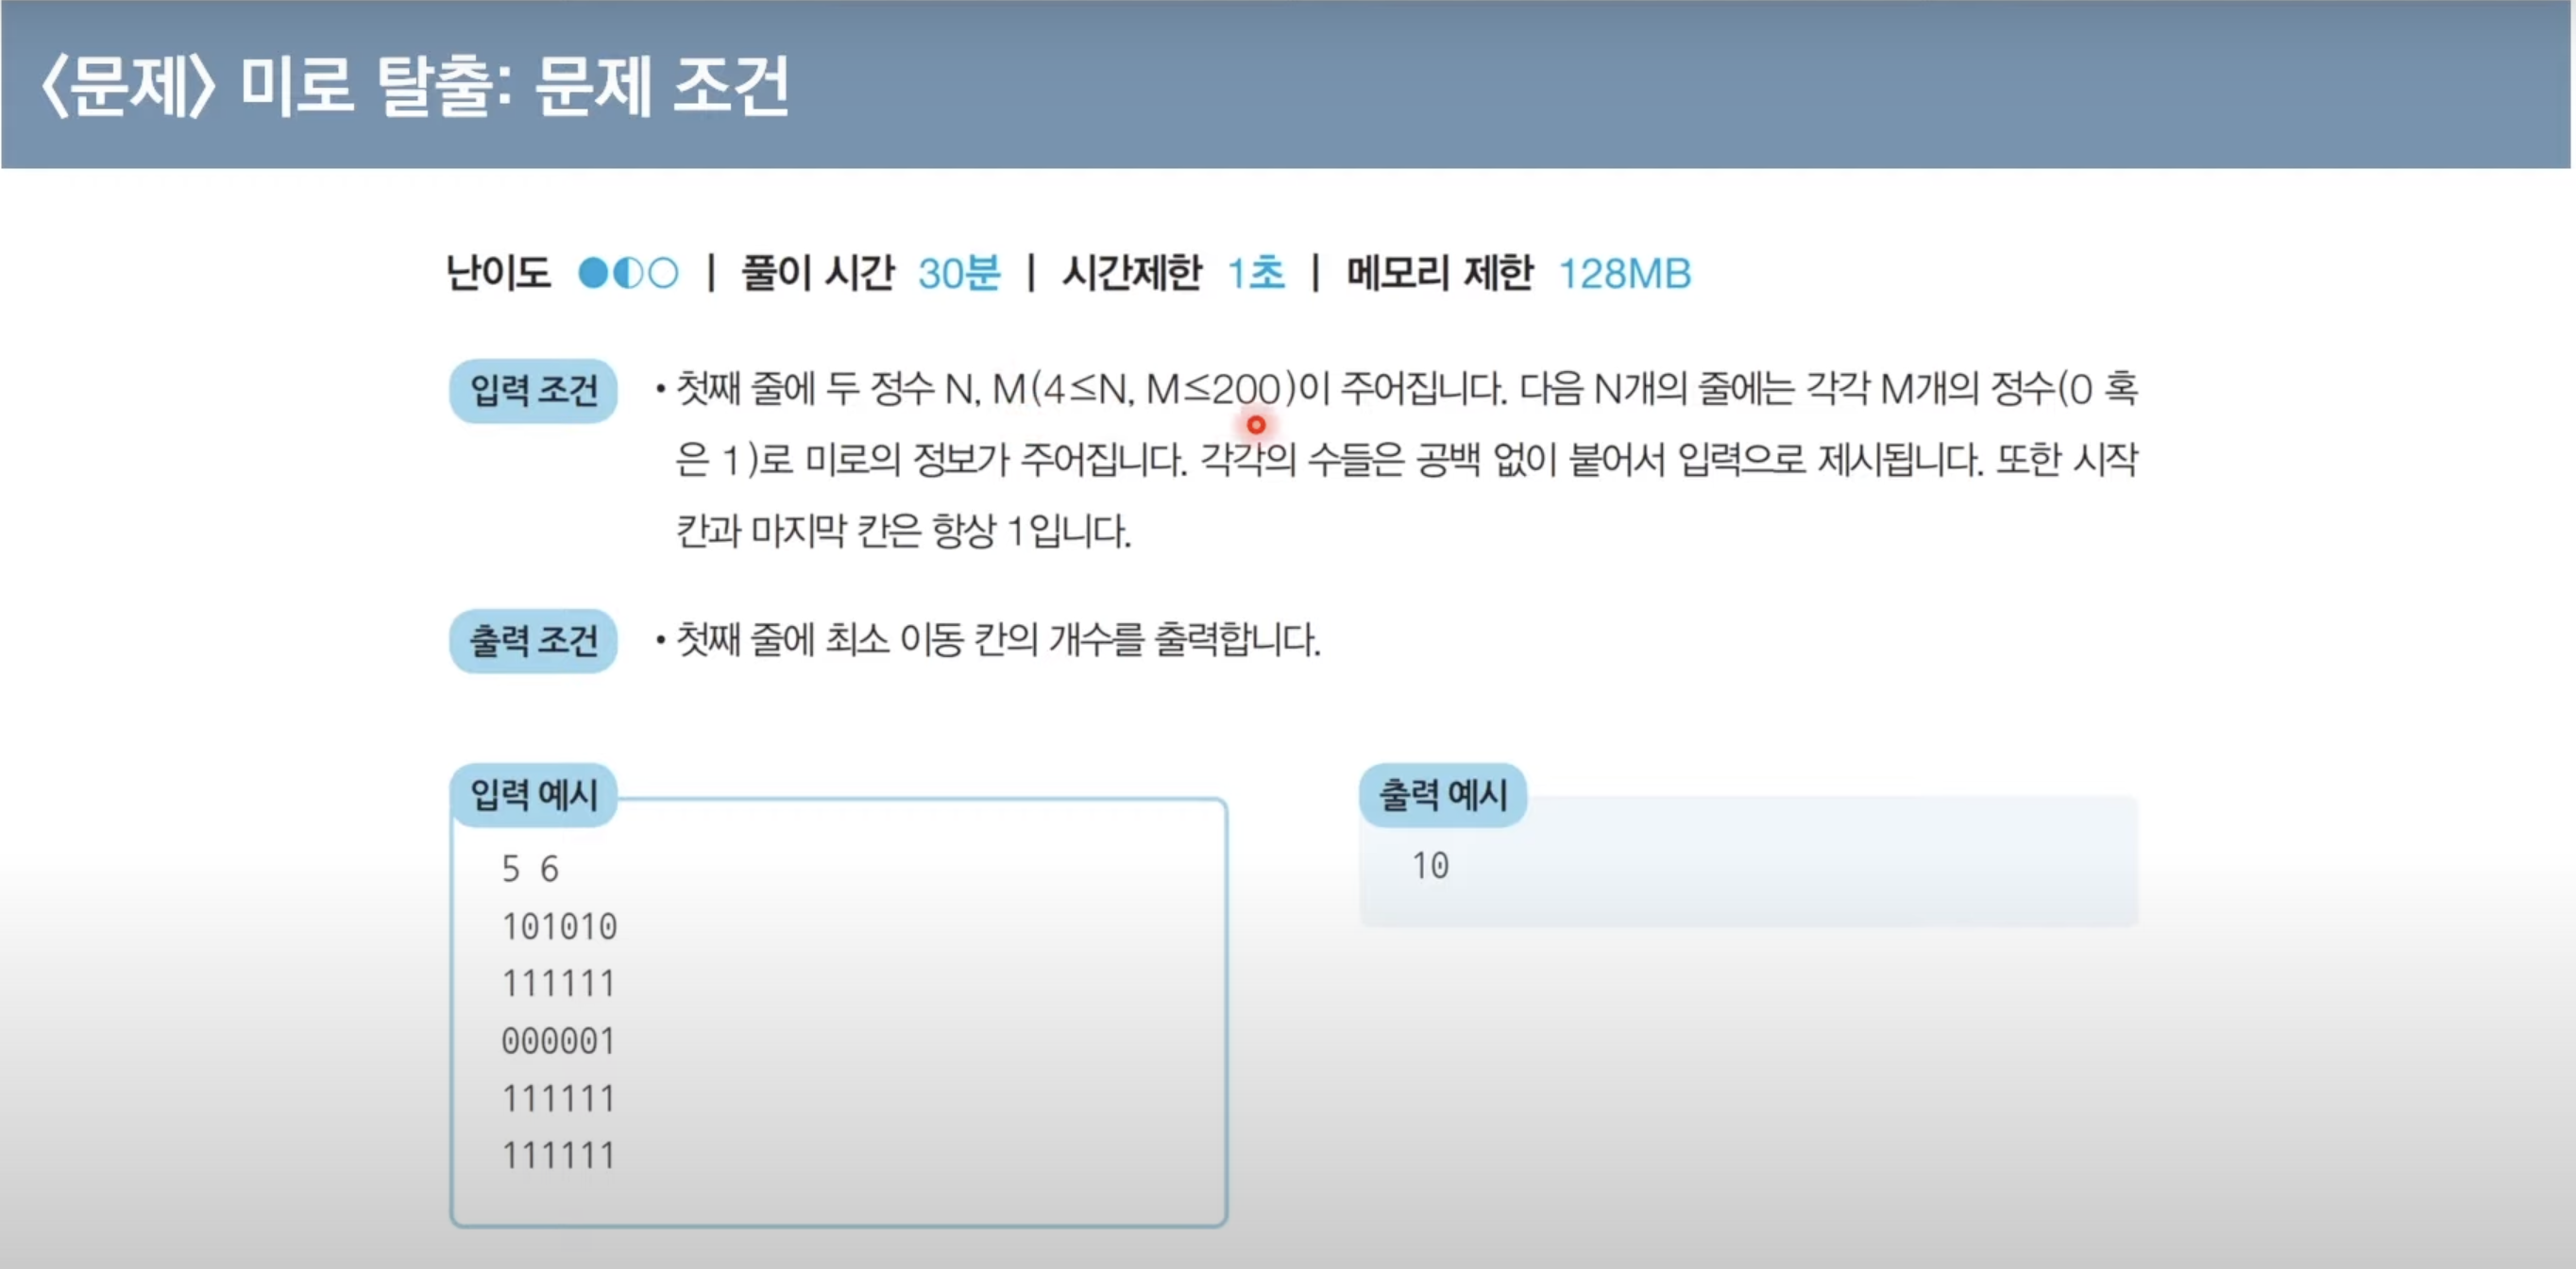 〈문제〉 미로 탈출: 문제 조건
난이도 | 풀이 시간 30분 | 시간제한 1초 | 메모리 제한 128MB
입력 조건
• 첫째 줄에 두 정수 N, M(4≤N, M≤200)이 주어집니다. 다음 N개의 줄에는 각각 M개의 정수(0 혹
은 1)로 미로의 정보가 주어집니다. 각각의 수들은 공백 없이 붙어서 입력으로 제시됩니다. 또한 시작
칸과 마지막 칸은 항상 1입니다.
출력 조건
• 첫째 줄에 최소 이동 칸의 개수를 출력합니다.
입력 예시
5 6
101010
111111
000001
111111
111111
출력 예시
10